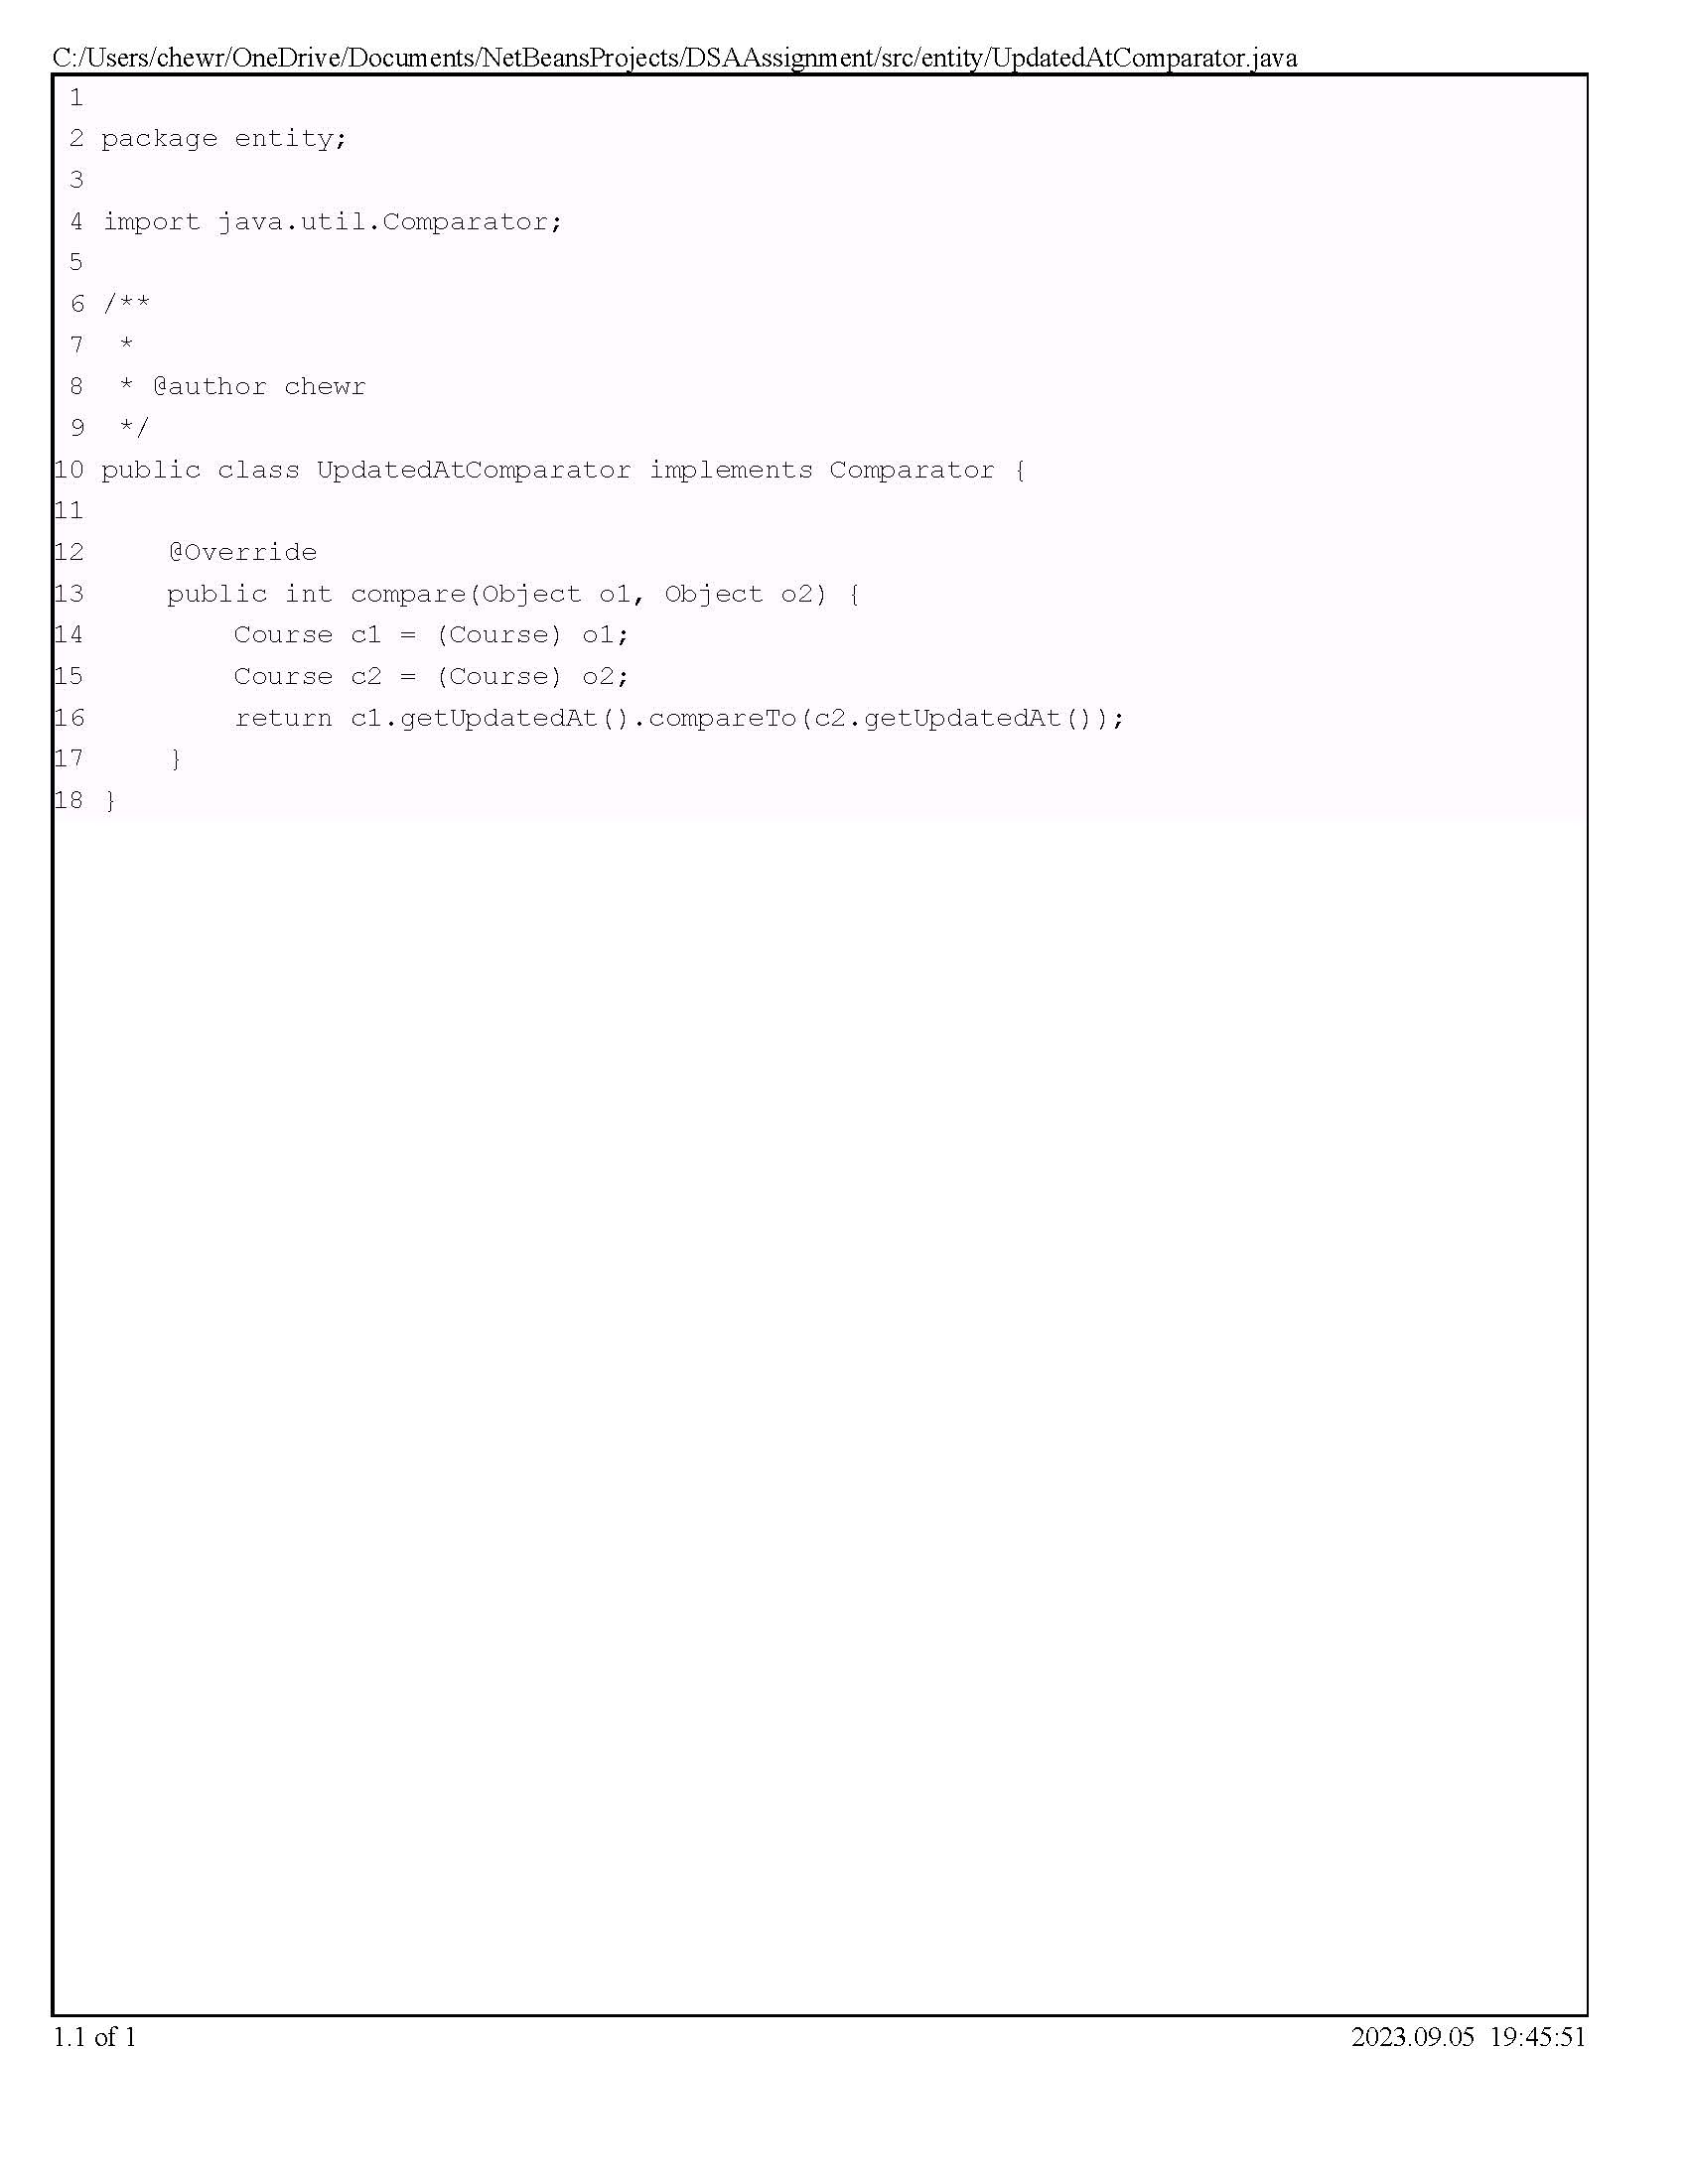 C:/Users/chewr/OneDrive/Documents/NetBeansProjects/DSAAssignment/src/entity/UpdatedAtComparator.java
1
2 package entity;
3
4 import java.util.Comparator;
5
6 /**
7  *
8  * @author chewr
9  */
10 public class UpdatedAtComparator implements Comparator {
11
12     @Override
13     public int compare(Object o1, Object o2) {
14         Course c1 = (Course) o1;
15         Course c2 = (Course) o2;
16         return c1.getUpdatedAt().compareTo(c2.getUpdatedAt());
17     }
18 }
1.1 of 1
2023.09.05 19:45:51